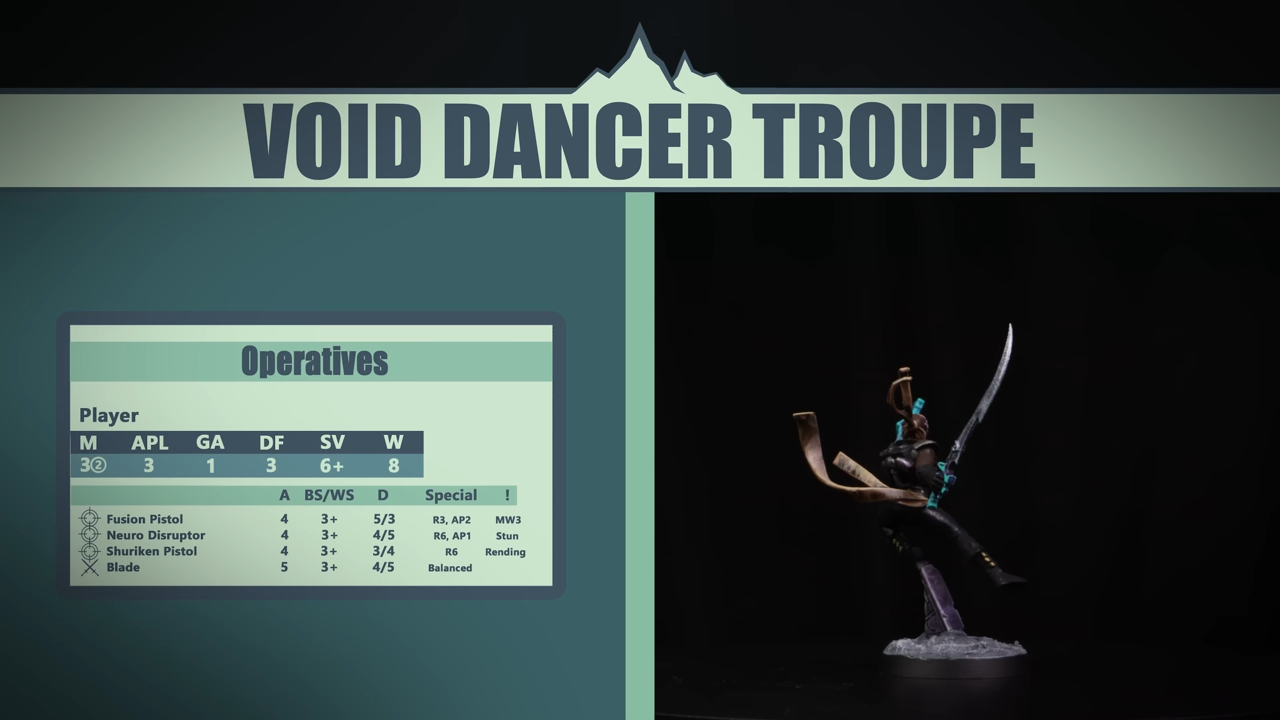 VOID DANCER TROUPE
Operatives
Player
M APL GA DF SV W
3② 3 1 3 6+ 8
A BS/WS D Special !
Fusion Pistol 4 3+ 5/3 R3, AP2 MW3
Neuro Disruptor 4 3+ 4/5 R6, AP1 Stun
Shuriken Pistol 4 3+ 3/4 R6 Rending
Blade 5 3+ 4/5 Balanced